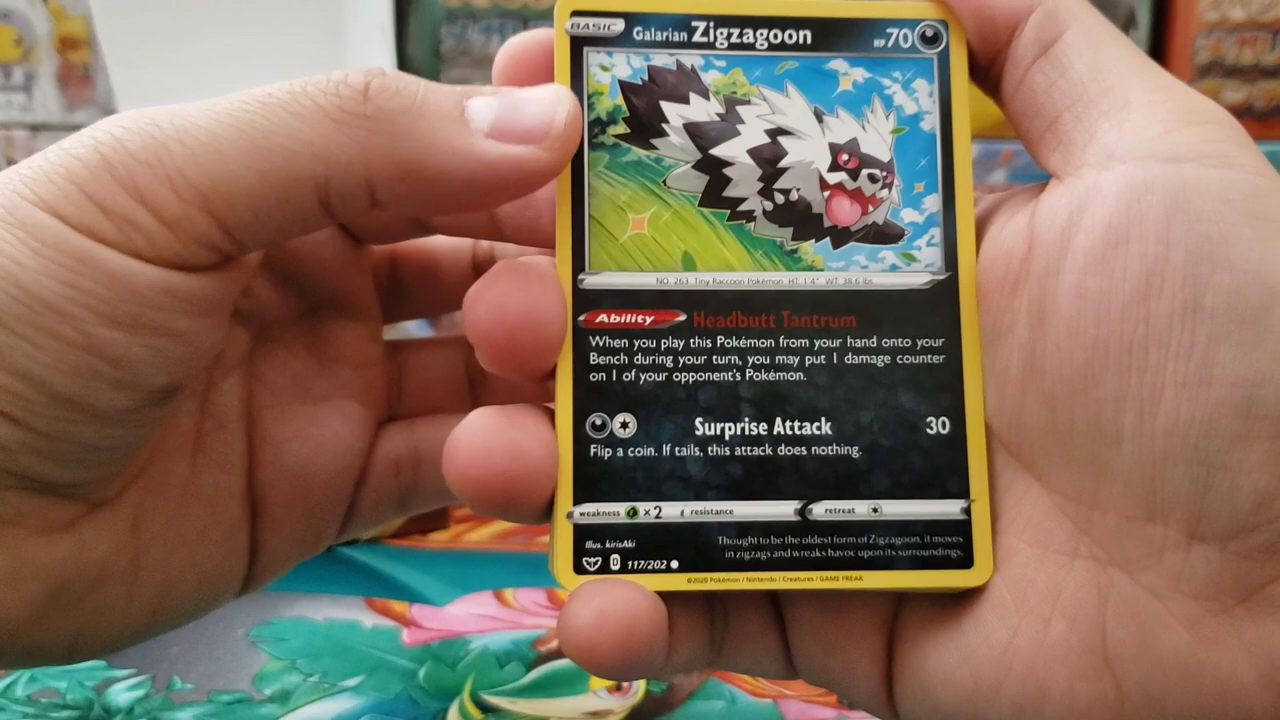 BASIC
Galarian Zigzagoon HP 70
NO. 263 Tiny Raccoon Pokémon HT: 1'4" WT: 38.6 lbs.
Ability Headbutt Tantrum
When you play this Pokémon from your hand onto your
Bench during your turn, you may put 1 damage counter
on 1 of your opponent's Pokémon.
Surprise Attack 30
Flip a coin. If tails, this attack does nothing.
weakness ×2 resistance retreat
Illus. kirisAki
Thought to be the oldest form of Zigzagoon, it moves
in zigzags and wreaks havoc upon its surroundings.
D 117/202
©2020 Pokémon / Nintendo / Creatures / GAME FREAK